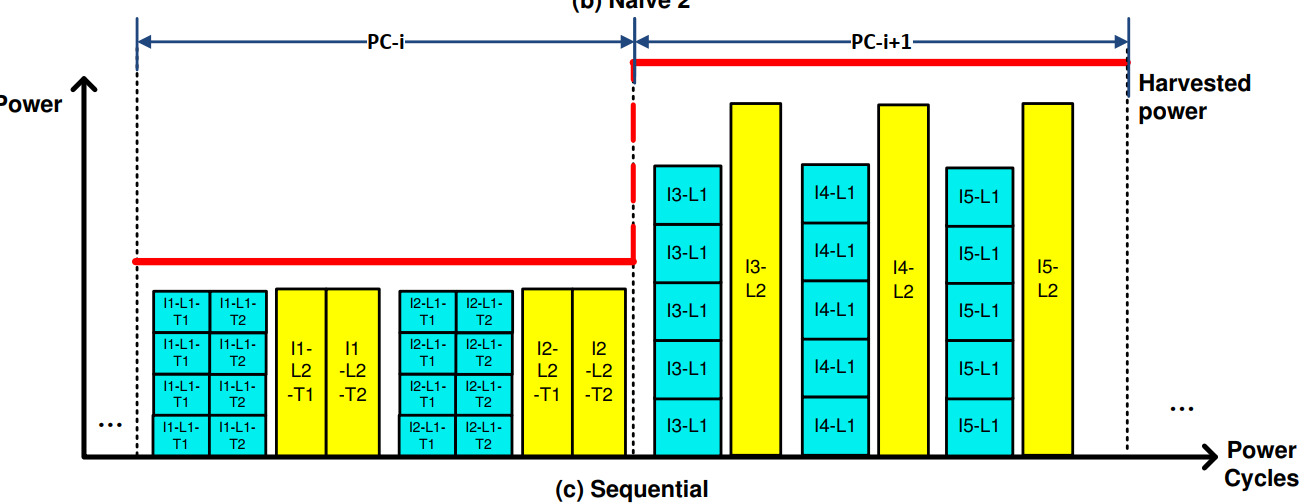 (b) Naive 2
PC-i
PC-i+1
Power
Harvested
power
I1-L1-
T1
I1-L1-
T2
I1-L1-
T1
I1-L1-
T2
I1-L1-
T1
I1-L1-
T2
I1-L1-
T1
I1-L1-
T2
I1-
L2
-T1
I1
-L2
-T2
I2-L1-
T1
I2-L1-
T2
I2-L1-
T1
I2-L1-
T2
I2-L1-
T1
I2-L1-
T2
I2-L1-
T1
I2-L1-
T2
I2-
L2
-T1
I2
-L2
-T2
I3-L1
I3-L1
I3-L1
I3-L1
I3-L1
I3-
L2
I4-L1
I4-L1
I4-L1
I4-L1
I4-L1
I4-
L2
I5-L1
I5-L1
I5-L1
I5-L1
I5-L1
I5-
L2
...
...
Power
Cycles
(c) Sequential